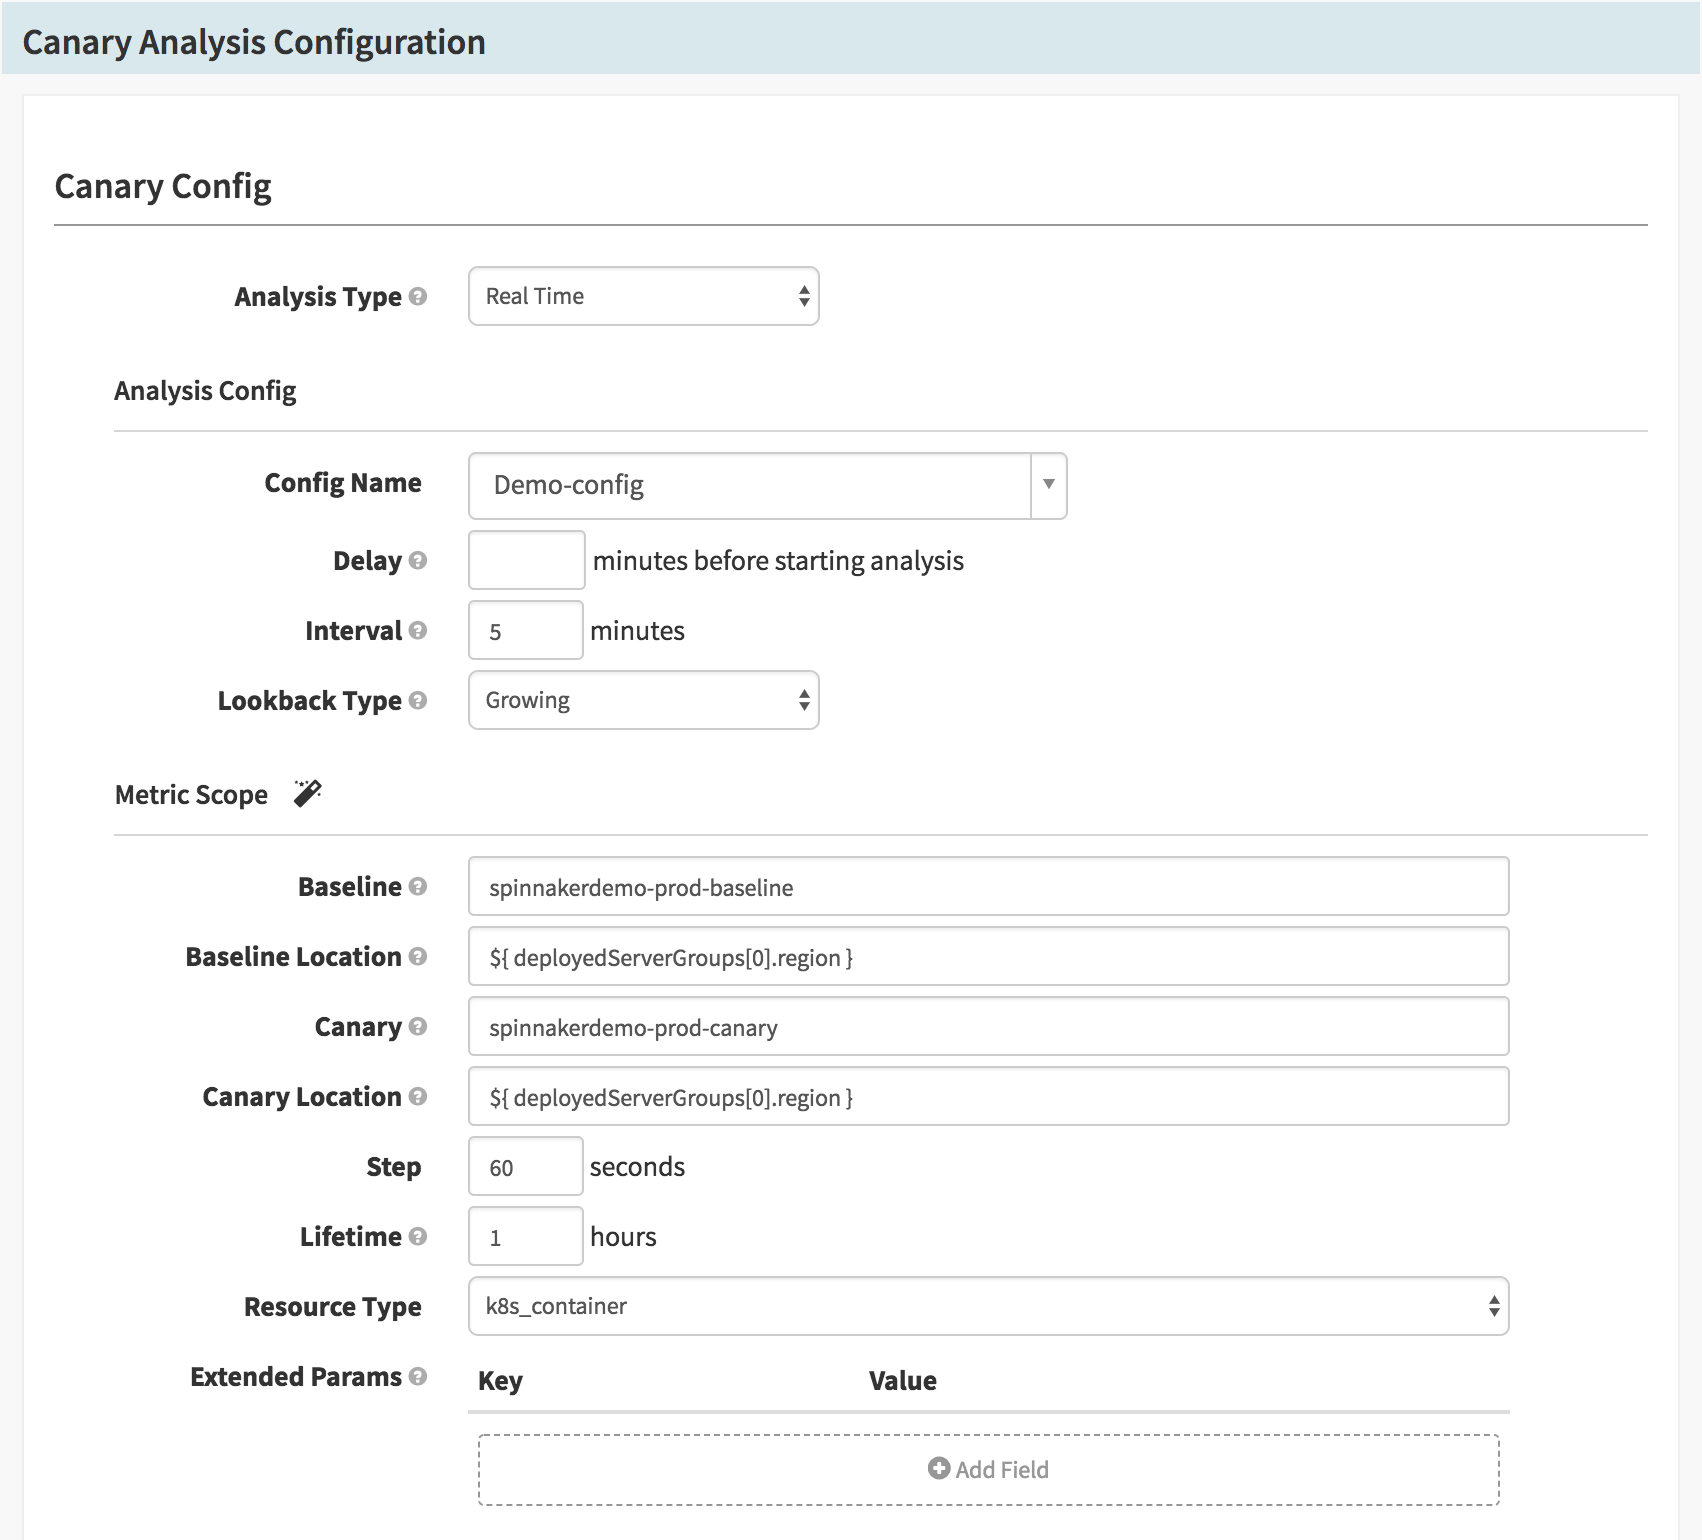 Canary Analysis Configuration
Canary Config
Analysis Type Real Time
Analysis Config
Config Name Demo-config
Delay minutes before starting analysis
Interval 5 minutes
Lookback Type Growing
Metric Scope
Baseline spinnakerdemo-prod-baseline
Baseline Location ${ deployedServerGroups[0].region }
Canary spinnakerdemo-prod-canary
Canary Location ${ deployedServerGroups[0].region }
Step 60 seconds
Lifetime 1 hours
Resource Type k8s_container
Extended Params Key Value
Add Field